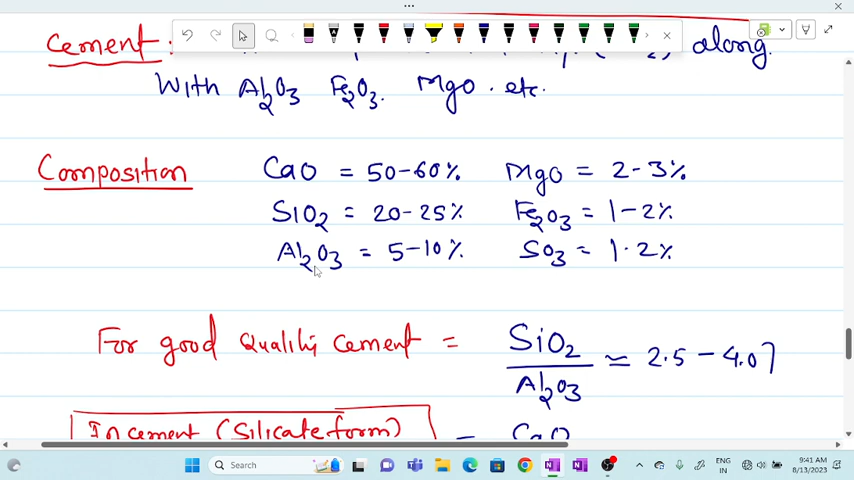 Cement:
along
With Al2O3 Fe2O3. MgO. etc.
Composition CaO = 50-60% MgO = 2-3%
SiO2 = 20-25% Fe2O3 = 1-2%
Al2O3 = 5-10% SO3 = 1.2%
For good Quality cement = SiO2 / Al2O3 ≈ 2.5-4.0
In cement (Silicate form) = CaO
Search
ENG
IN
9:41 AM
8/13/2023